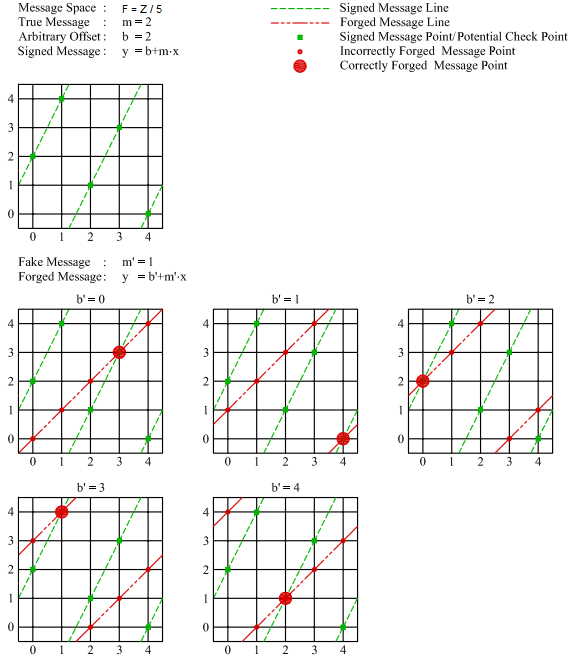 Message Space : F = Z / 5
True Message : m = 2
Arbitrary Offset : b = 2
Signed Message : y = b+m·x
Signed Message Line
Forged Message Line
Signed Message Point/Potential Check Point
Incorrectly Forged Message Point
Correctly Forged Message Point
4
3
2
1
0
0 1 2 3 4
Fake Message : m' = 1
Forged Message : y = b'+m'·x
b' = 0 b' = 1 b' = 2
4 4 4
3 3 3
2 2 2
1 1 1
0 0 0
0 1 2 3 4 0 1 2 3 4 0 1 2 3 4
b' = 3 b' = 4
4 4
3 3
2 2
1 1
0 0
0 1 2 3 4 0 1 2 3 4